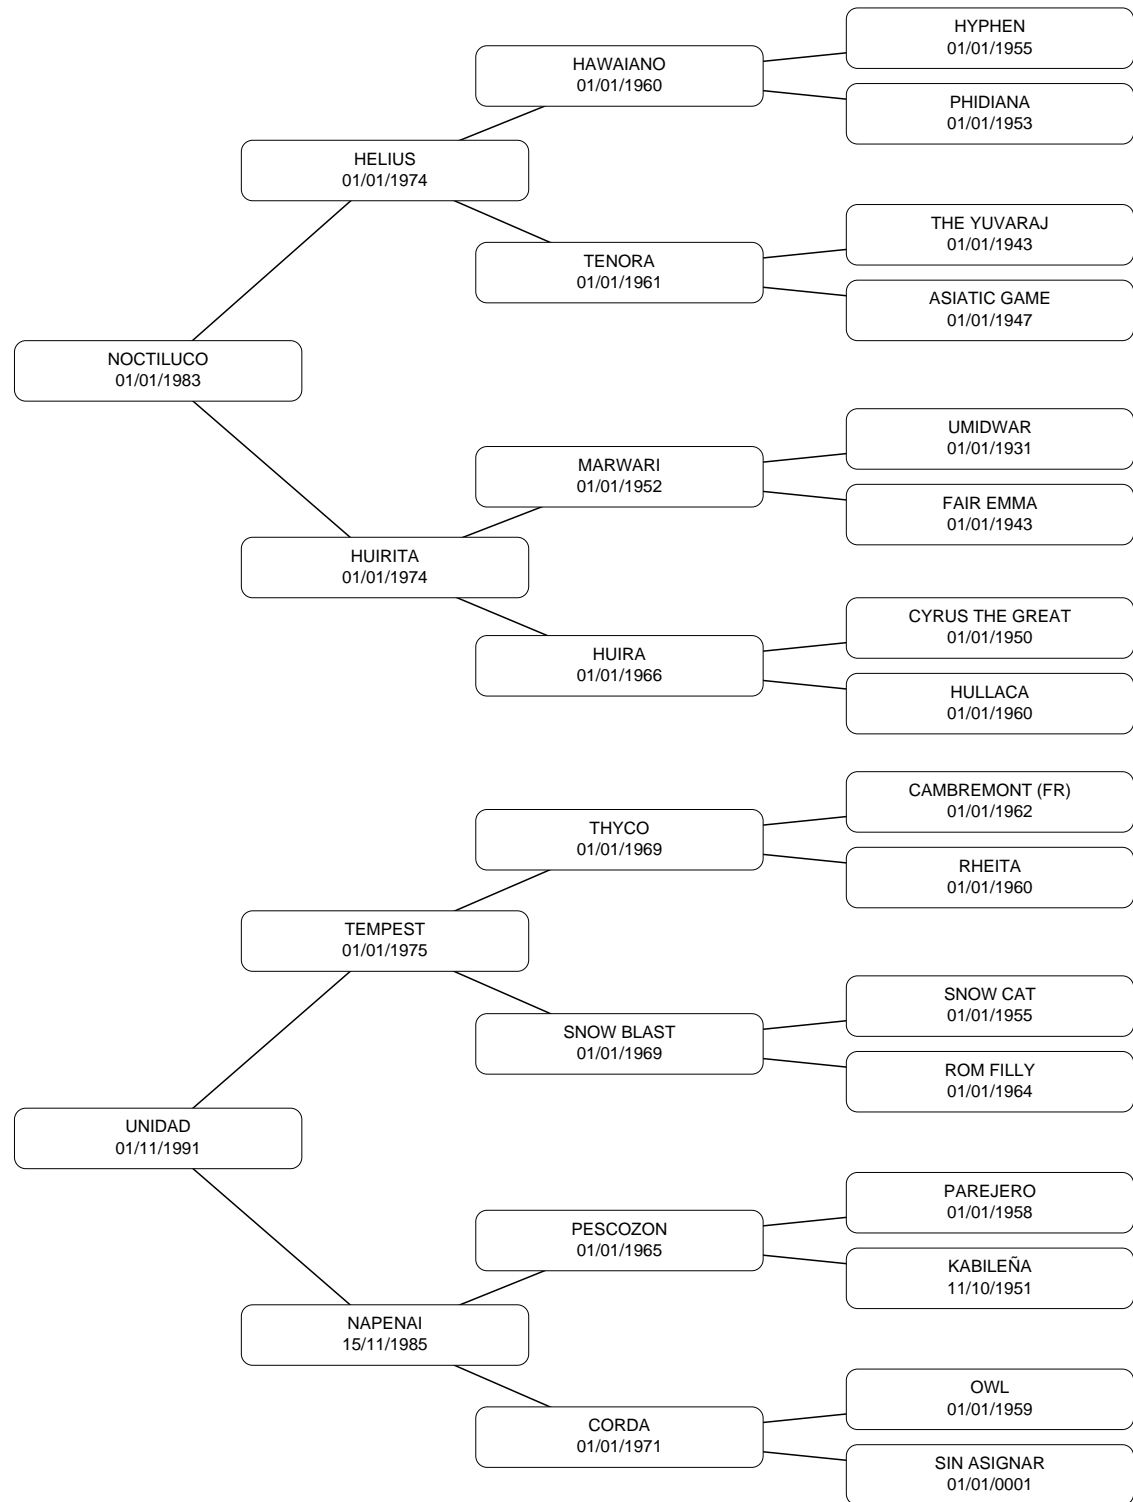 HYPHEN
01/01/1955
HAWAIANO
01/01/1960
PHIDIANA
01/01/1953
HELIUS
01/01/1974
THE YUVARAJ
01/01/1943
TENORA
01/01/1961
ASIATIC GAME
01/01/1947
NOCTILUCO
01/01/1983
UMIDWAR
01/01/1931
MARWARI
01/01/1952
FAIR EMMA
01/01/1943
HUIRITA
01/01/1974
CYRUS THE GREAT
01/01/1950
HUIRA
01/01/1966
HULLACA
01/01/1960
CAMBREMONT (FR)
01/01/1962
THYCO
01/01/1969
RHEITA
01/01/1960
TEMPEST
01/01/1975
SNOW CAT
01/01/1955
SNOW BLAST
01/01/1969
ROM FILLY
01/01/1964
UNIDAD
01/11/1991
PAREJERO
01/01/1958
PESCOZON
01/01/1965
KABILEÑA
11/10/1951
NAPENAI
15/11/1985
OWL
01/01/1959
CORDA
01/01/1971
SIN ASIGNAR
01/01/0001